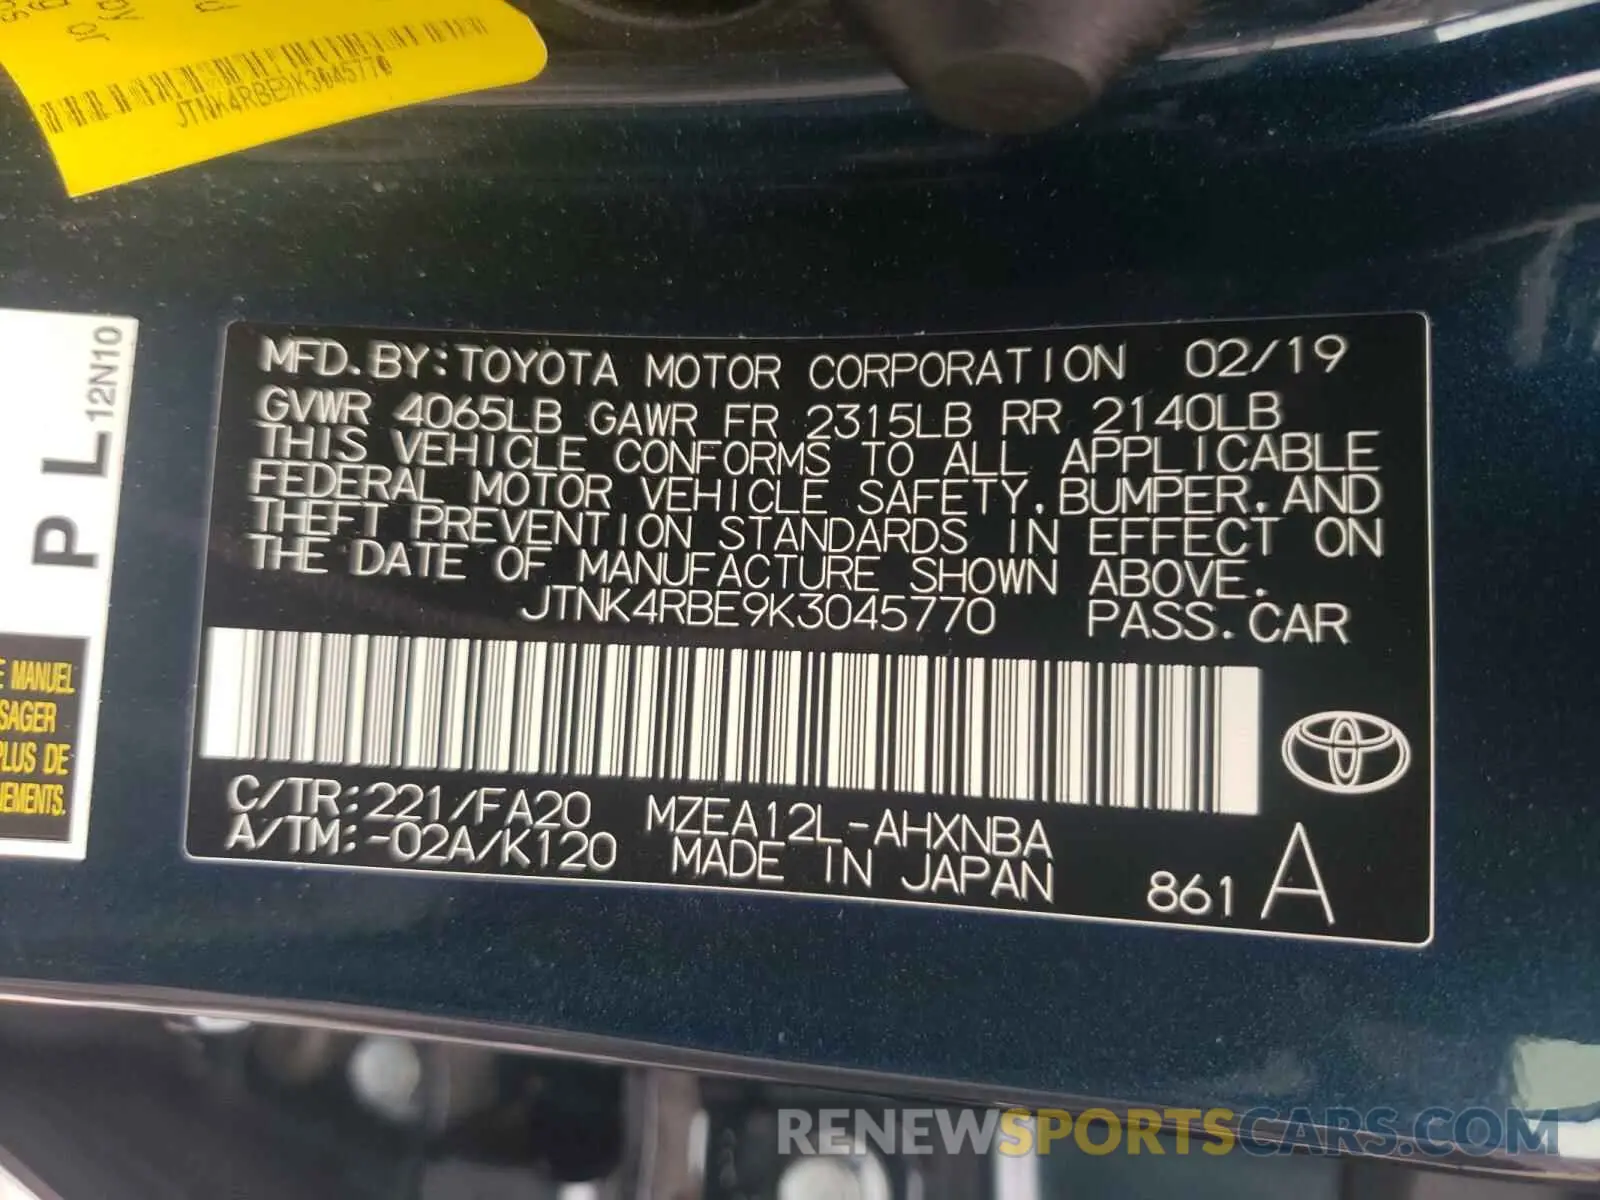 JTNK4RBE9K3045770
12N10
P L
E MANUEL
SAGER
PLUS DE
MFD. BY: TOYOTA MOTOR CORPORATION 02/19
GVWR 4065LB GAWR FR 2315LB RR 2140LB
THIS VEHICLE CONFORMS TO ALL APPLICABLE
FEDERAL MOTOR VEHICLE SAFETY, BUMPER, AND
THEFT PREVENTION STANDARDS IN EFFECT ON
THE DATE OF MANUFACTURE SHOWN ABOVE.
JTNK4RBE9K3045770 PASS. CAR
C/TR: 221/FA20 MZEA12L-AHXNBA
A/TM: -02A/K120 MADE IN JAPAN 861 A
RENEWSPORTSCARS.COM